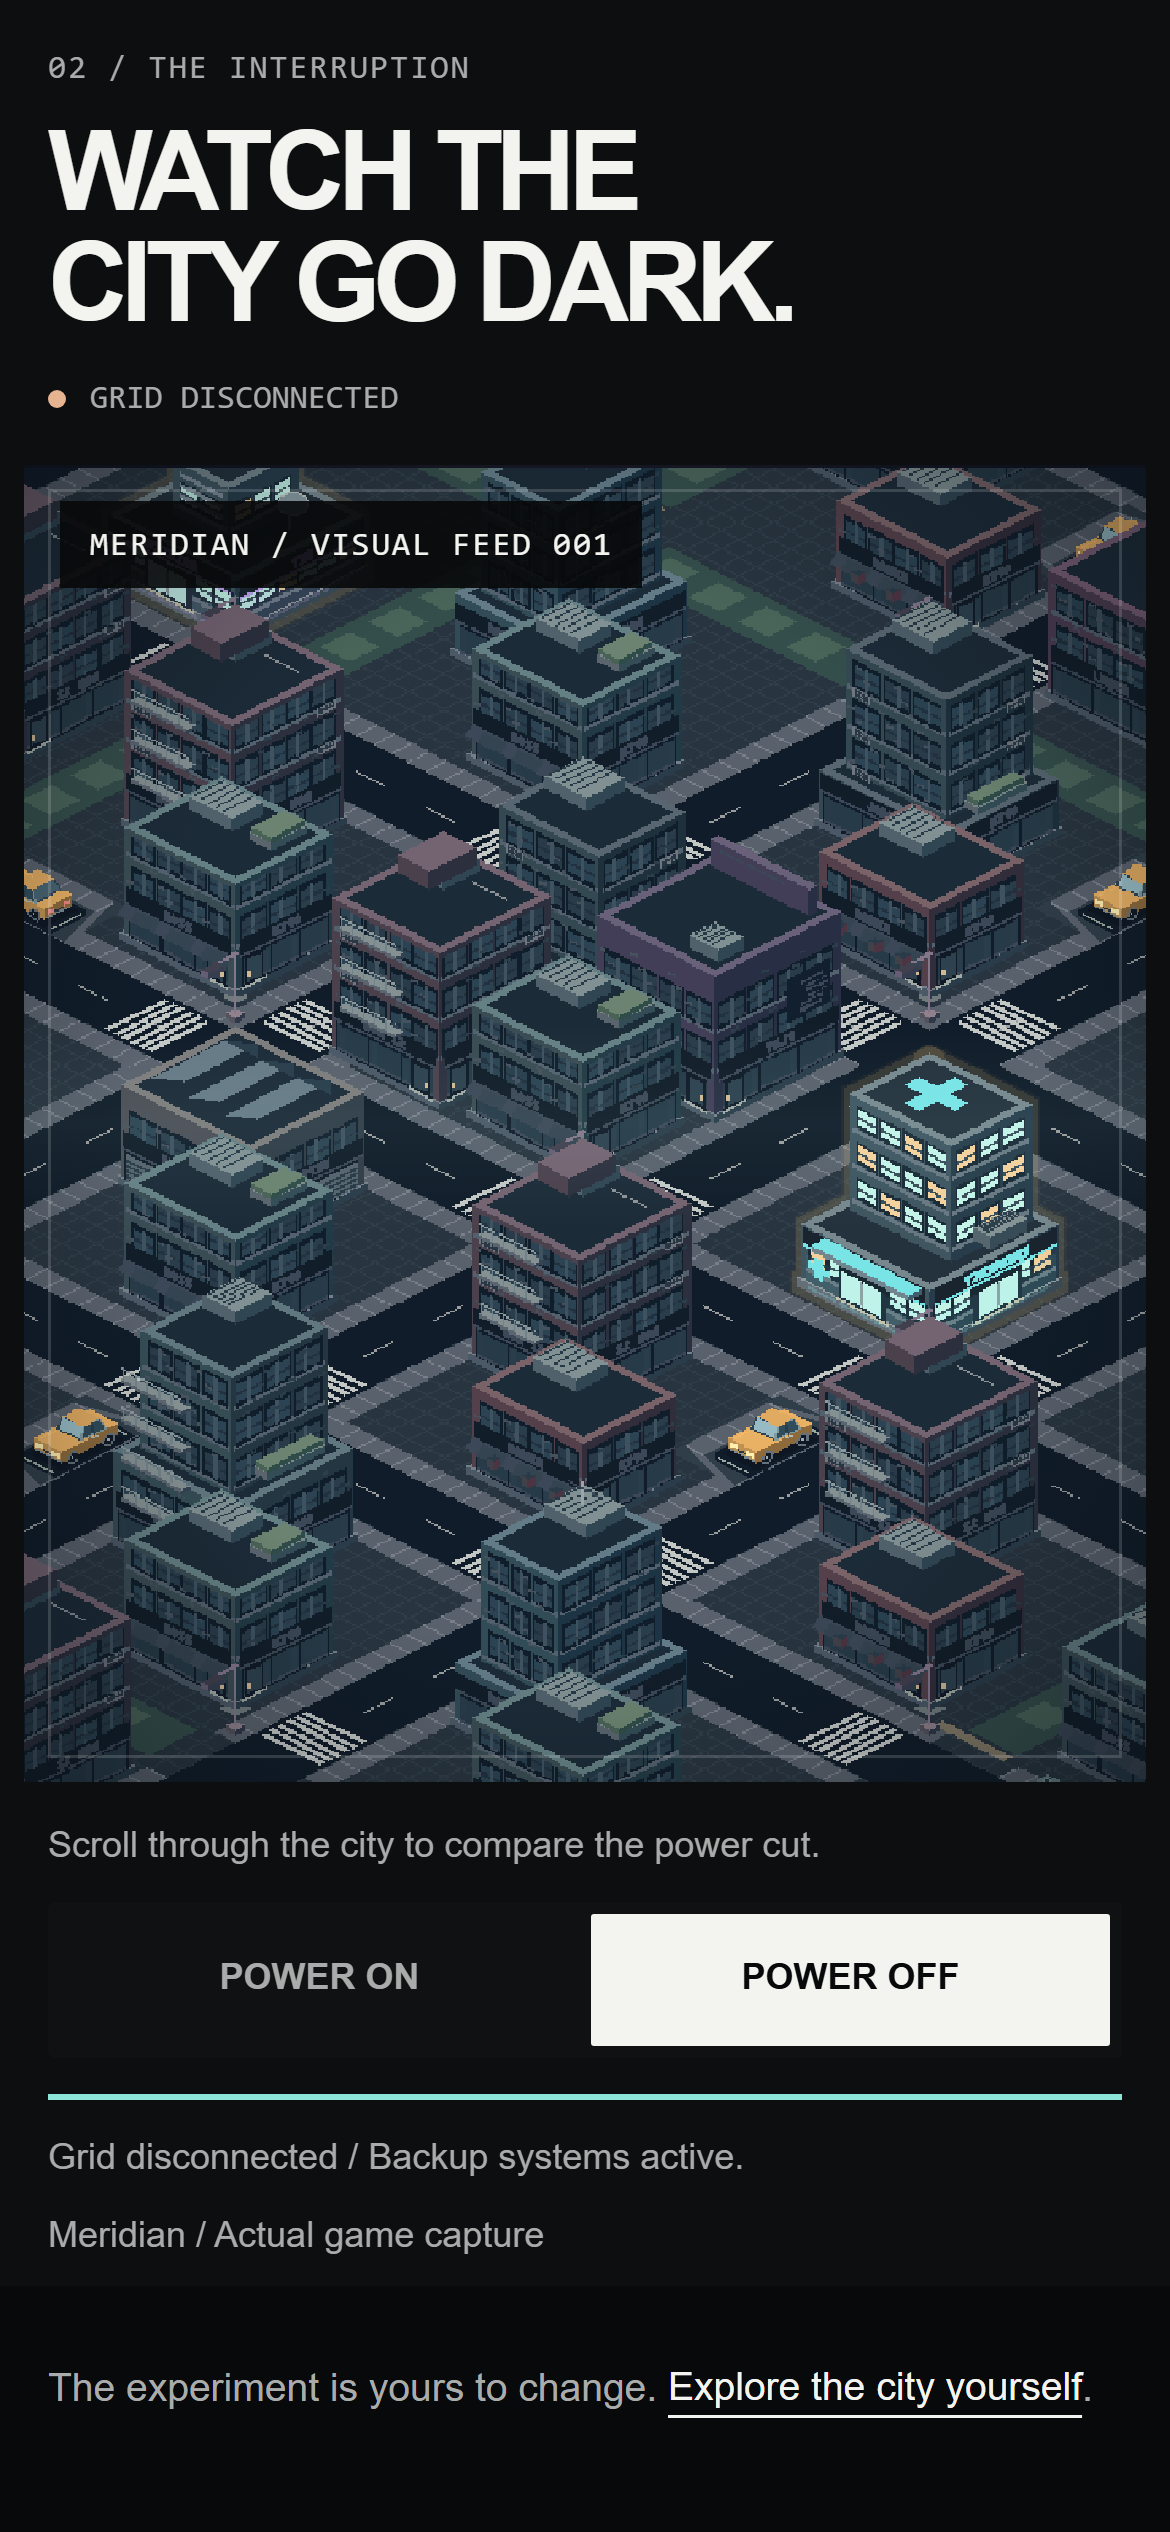 02 / THE INTERRUPTION
WATCH THE
CITY GO DARK.
GRID DISCONNECTED
MERIDIAN / VISUAL FEED 001
Scroll through the city to compare the power cut.
POWER ON
POWER OFF
Grid disconnected / Backup systems active.
Meridian / Actual game capture
The experiment is yours to change. Explore the city yourself.